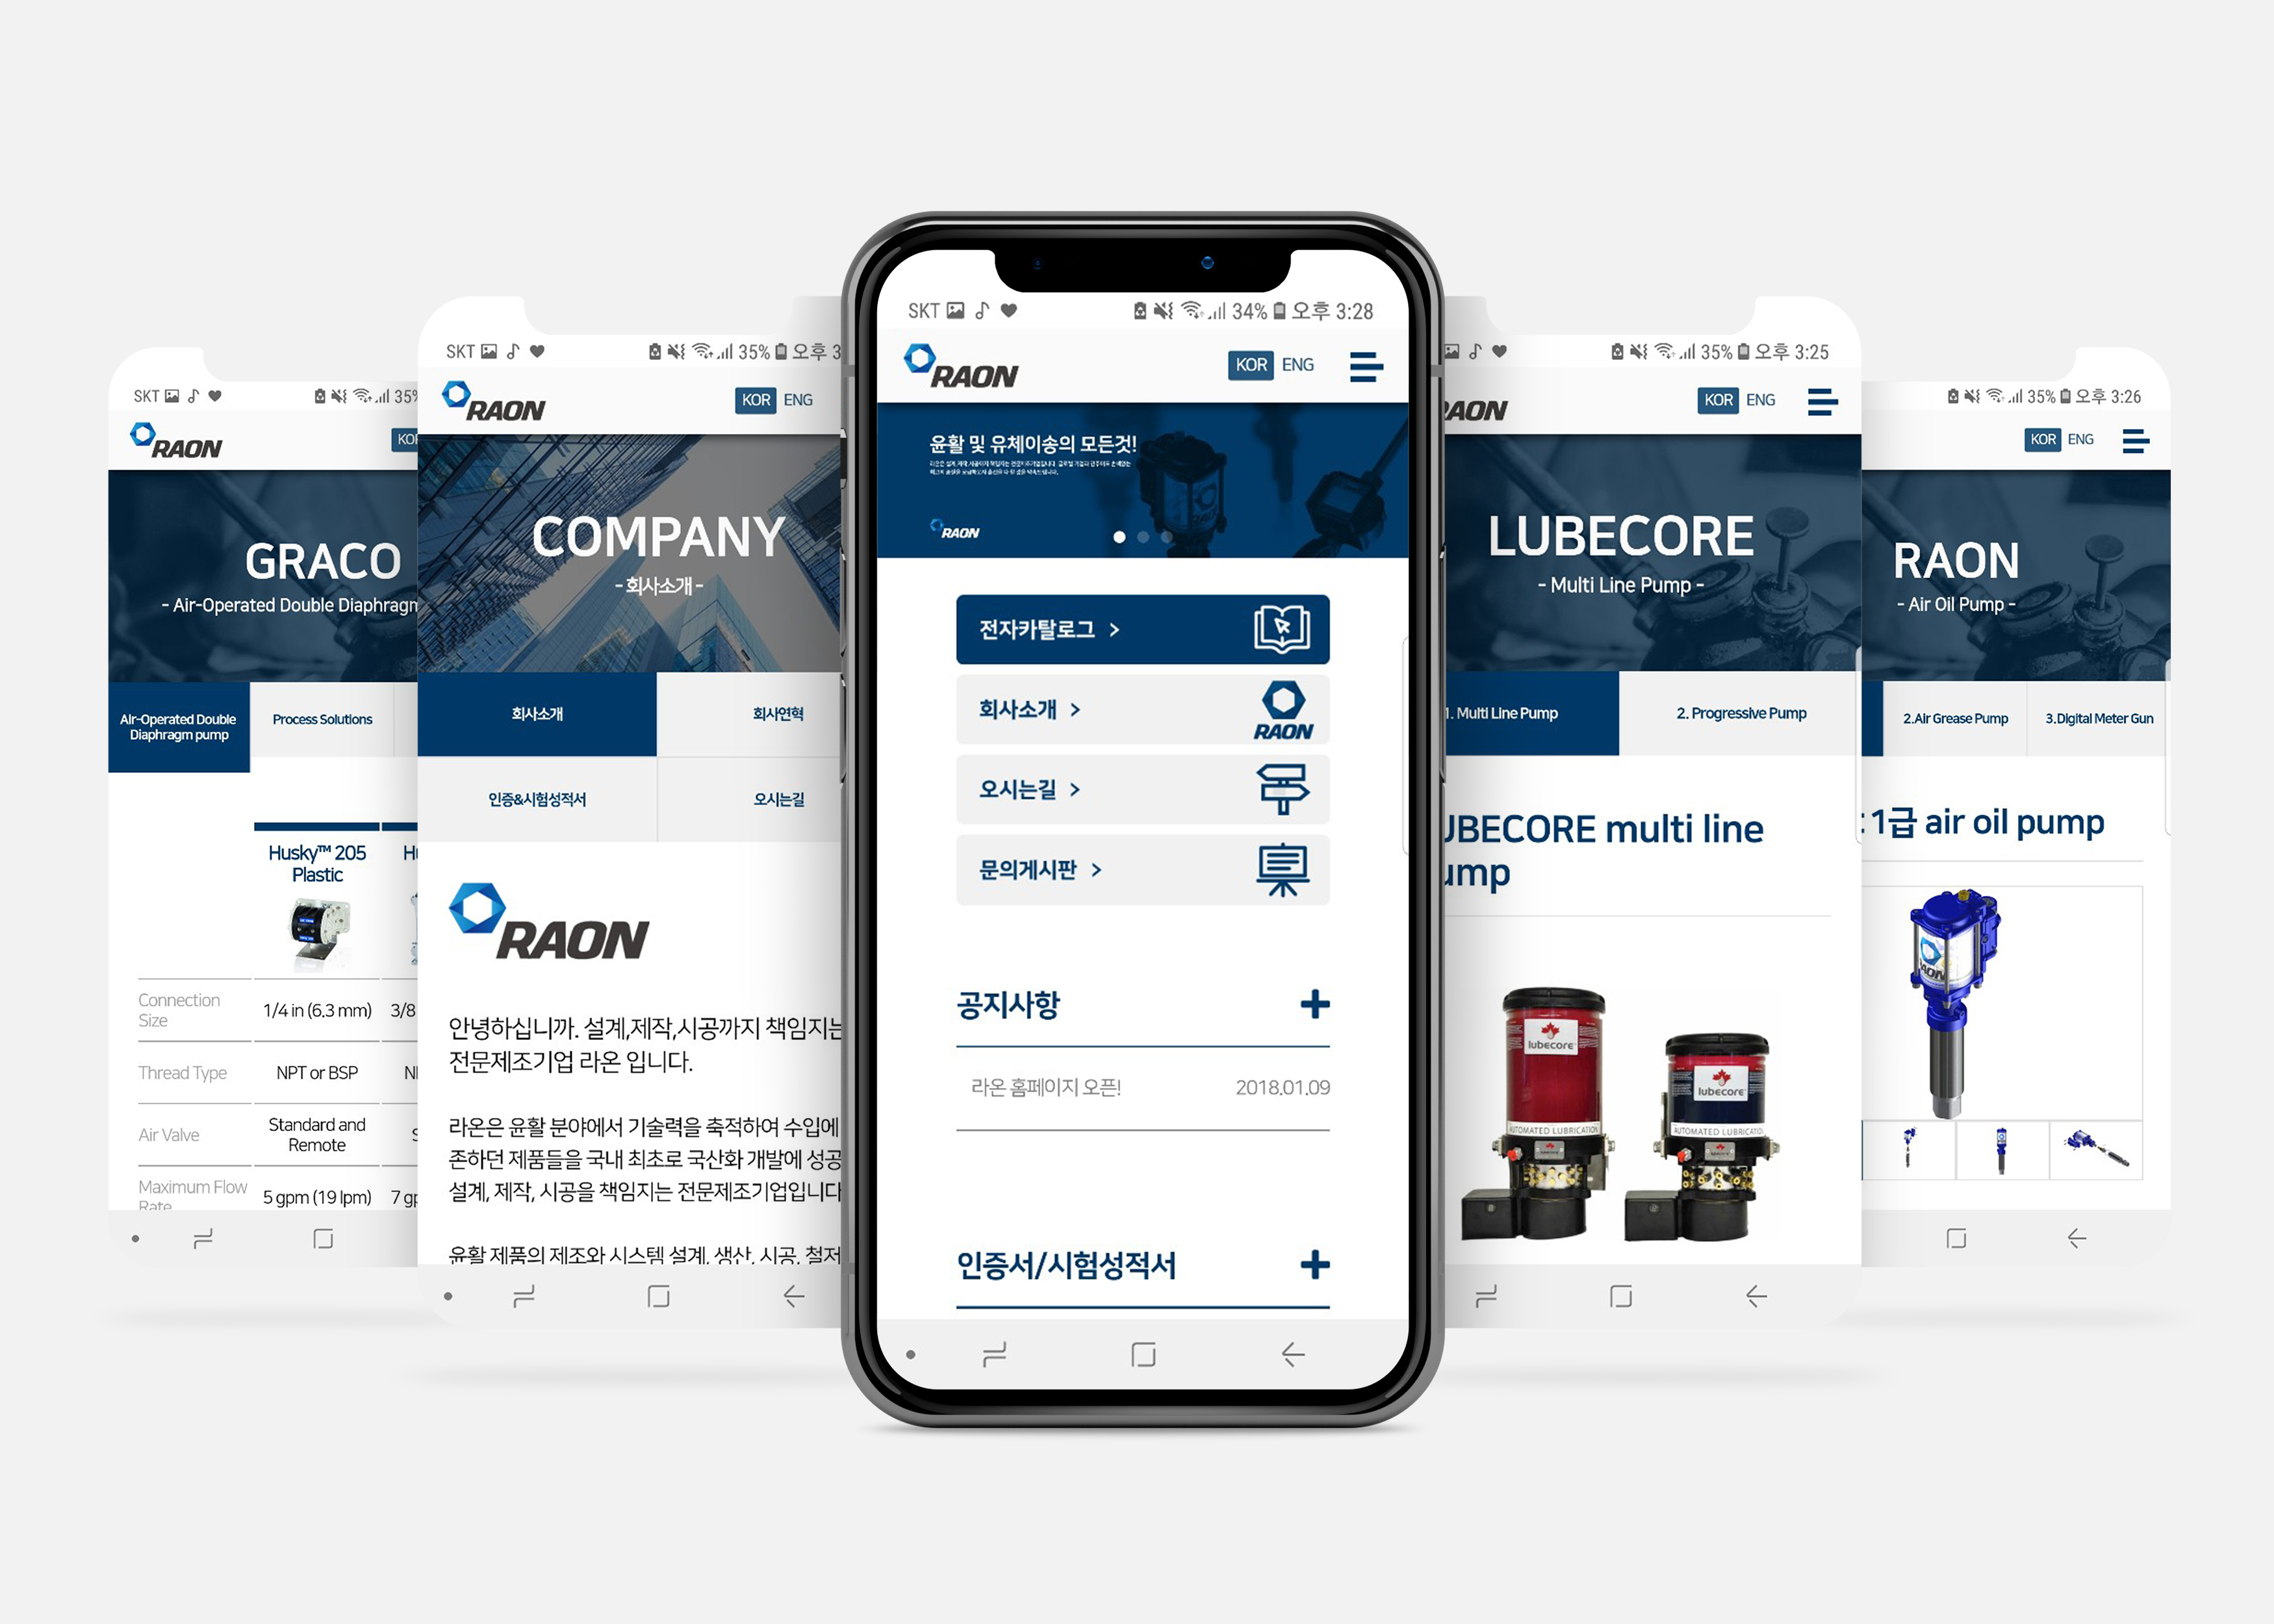 SKT
35%
RAON
KOR
GRACO
- Air-Operated Double Diaphragm
Air-Operated Double
Diaphragm pump
Process Solutions
Husky™ 205
Plastic
Connection
Size
1/4 in (6.3 mm)
3/8
Thread Type
NPT or BSP
Air Valve
Standard and
Remote
Maximum Flow
Rate
5 gpm (19 lpm)
7 gp
SKT
35% 오후 3
RAON
KOR ENG
COMPANY
- 회사소개 -
회사소개
회사연혁
인증&시험성적서
오시는길
RAON
안녕하십니까. 설계,제작,시공까지 책임지는
전문제조기업 라온 입니다.
라온은 윤활 분야에서 기술력을 축적하여 수입에
존하던 제품들을 국내 최초로 국산화 개발에 성공
설계, 제작, 시공을 책임지는 전문제조기업입니다
윤활 제품의 제조와 시스템 설계, 생산, 시공, 철저
SKT
34% 오후 3:28
RAON
KOR ENG
윤활 및 유체이송의 모든것!
RAON
전자카탈로그 >
회사소개 >
RAON
오시는길 >
문의게시판 >
공지사항 +
라온 홈페이지 오픈! 2018.01.09
인증서/시험성적서 +
35% 오후 3:25
RAON
KOR ENG
LUBECORE
- Multi Line Pump -
1. Multi Line Pump
2. Progressive Pump
UBECORE multi line
ump
lubecore
AUTOMATED LUBRICATION
lubecore
AUTOMATED LUBRICATIO
35% 오후 3:26
KOR ENG
RAON
- Air Oil Pump -
2.Air Grease Pump
3.Digital Meter Gun
: 1급 air oil pump
RAON